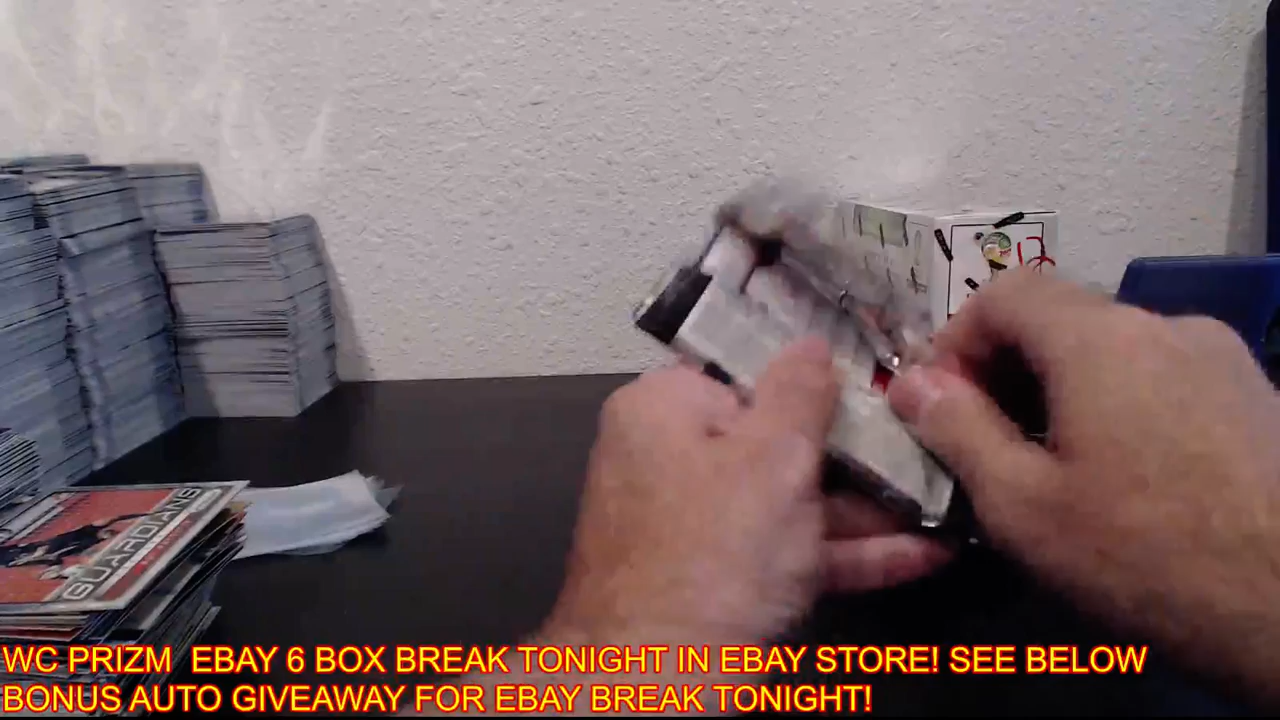 GUARDIANS
WC PRIZM  EBAY 6 BOX BREAK TONIGHT IN EBAY STORE! SEE BELOW
BONUS AUTO GIVEAWAY FOR EBAY BREAK TONIGHT!